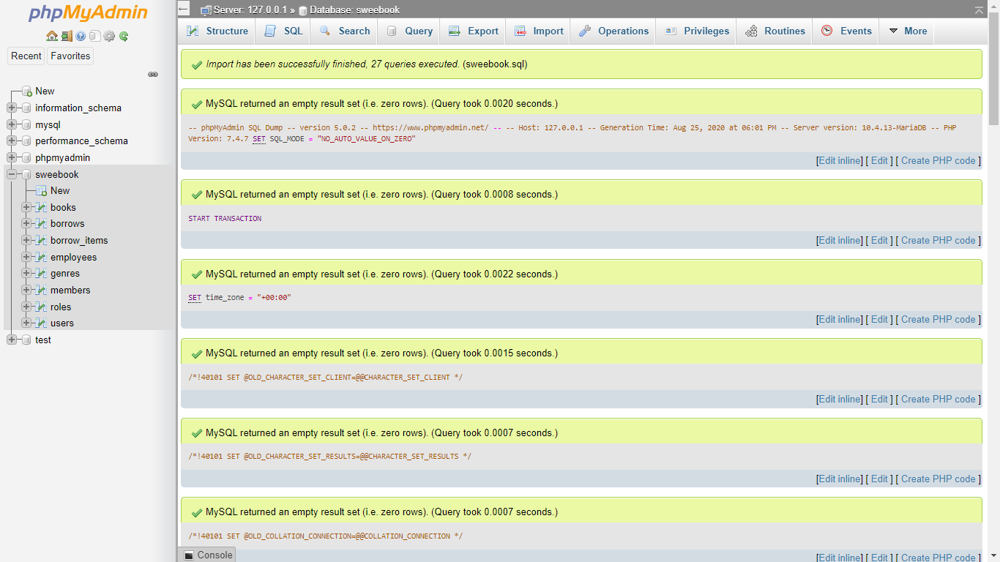 phpMyAdmin
Recent
Favorites
New
information_schema
mysql
performance_schema
phpmyadmin
sweebook
New
books
borrows
borrow_items
employees
genres
members
roles
users
test
← Server: 127.0.0.1 » Database: sweebook
Structure SQL Search Query Export Import Operations Privileges Routines Events More
Import has been successfully finished, 27 queries executed. (sweebook.sql)
MySQL returned an empty result set (i.e. zero rows). (Query took 0.0020 seconds.)
-- phpMyAdmin SQL Dump -- version 5.0.2 -- https://www.phpmyadmin.net/ -- -- Host: 127.0.0.1 -- Generation Time: Aug 25, 2020 at 06:01 PM -- Server version: 10.4.13-MariaDB -- PHP
Version: 7.4.7 SET SQL_MODE = "NO_AUTO_VALUE_ON_ZERO"
[Edit inline] [ Edit ] [ Create PHP code ]
MySQL returned an empty result set (i.e. zero rows). (Query took 0.0008 seconds.)
START TRANSACTION
[Edit inline] [ Edit ] [ Create PHP code ]
MySQL returned an empty result set (i.e. zero rows). (Query took 0.0022 seconds.)
SET time_zone = "+00:00"
[Edit inline] [ Edit ] [ Create PHP code ]
MySQL returned an empty result set (i.e. zero rows). (Query took 0.0015 seconds.)
/*!40101 SET @OLD_CHARACTER_SET_CLIENT=@@CHARACTER_SET_CLIENT */
[Edit inline] [ Edit ] [ Create PHP code ]
MySQL returned an empty result set (i.e. zero rows). (Query took 0.0007 seconds.)
/*!40101 SET @OLD_CHARACTER_SET_RESULTS=@@CHARACTER_SET_RESULTS */
[Edit inline] [ Edit ] [ Create PHP code ]
MySQL returned an empty result set (i.e. zero rows). (Query took 0.0007 seconds.)
/*!40101 SET @OLD_COLLATION_CONNECTION=@@COLLATION_CONNECTION */
[Edit inline] [ Edit ] [ Create PHP code ]
Console